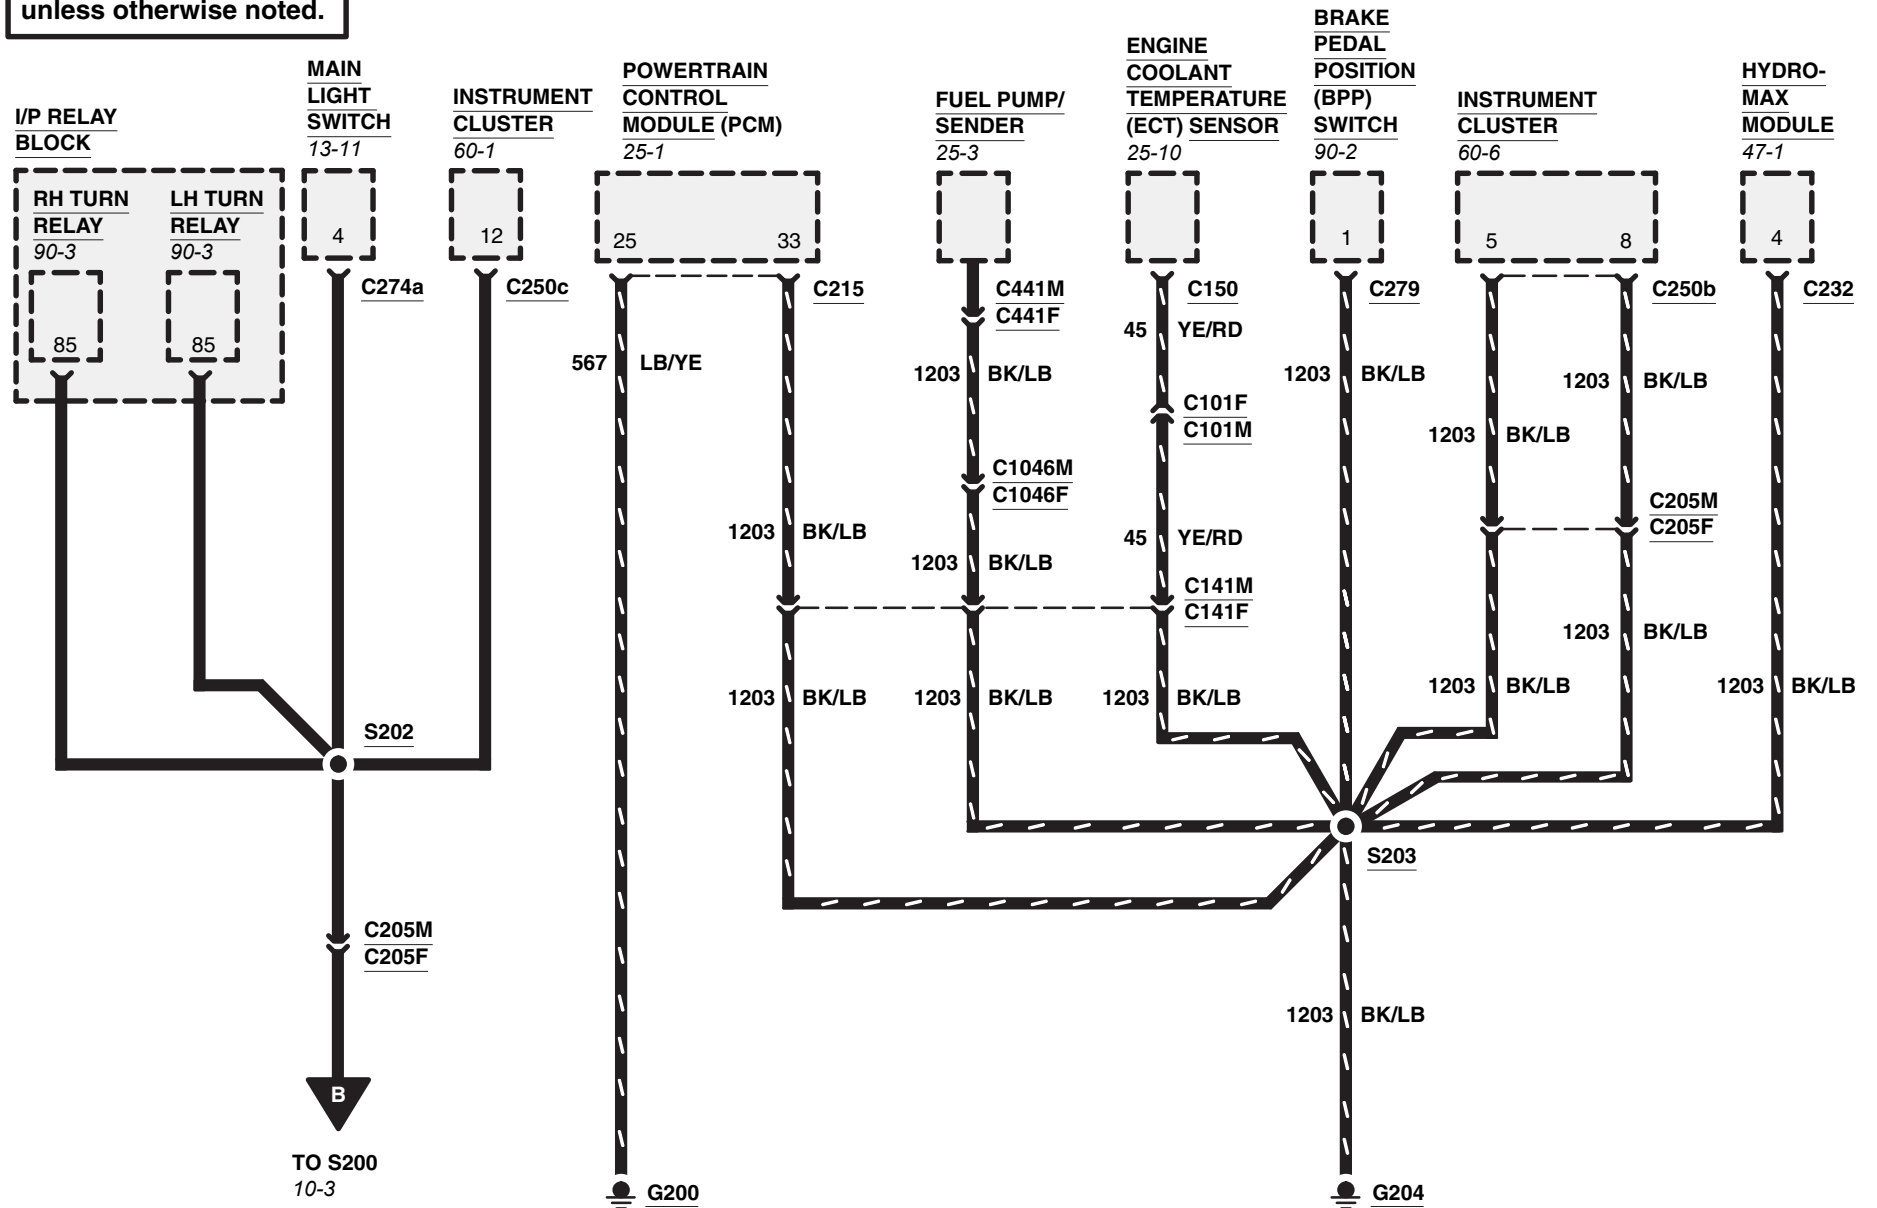 unless otherwise noted.
I/P RELAY
BLOCK
RH TURN
RELAY
90-3
85
LH TURN
RELAY
90-3
85
MAIN
LIGHT
SWITCH
13-11
4
C274a
INSTRUMENT
CLUSTER
60-1
12
C250c
POWERTRAIN
CONTROL
MODULE (PCM)
25-1
25
33
C215
FUEL PUMP/
SENDER
25-3
C441M
C441F
ENGINE
COOLANT
TEMPERATURE
(ECT) SENSOR
25-10
C150
BRAKE
PEDAL
POSITION
(BPP)
SWITCH
90-2
1
C279
INSTRUMENT
CLUSTER
60-6
5
8
C250b
HYDRO-
MAX
MODULE
47-1
4
C232
567 LB/YE
1203 BK/LB
45 YE/RD
1203 BK/LB
1203 BK/LB
1203 BK/LB
C101F
C101M
C1046M
C1046F
C205M
C205F
1203 BK/LB
1203 BK/LB
45 YE/RD
C141M
C141F
1203 BK/LB
1203 BK/LB
1203 BK/LB
1203 BK/LB
1203 BK/LB
1203 BK/LB
S202
S203
C205M
C205F
1203 BK/LB
B
TO S200
10-3
G200
G204